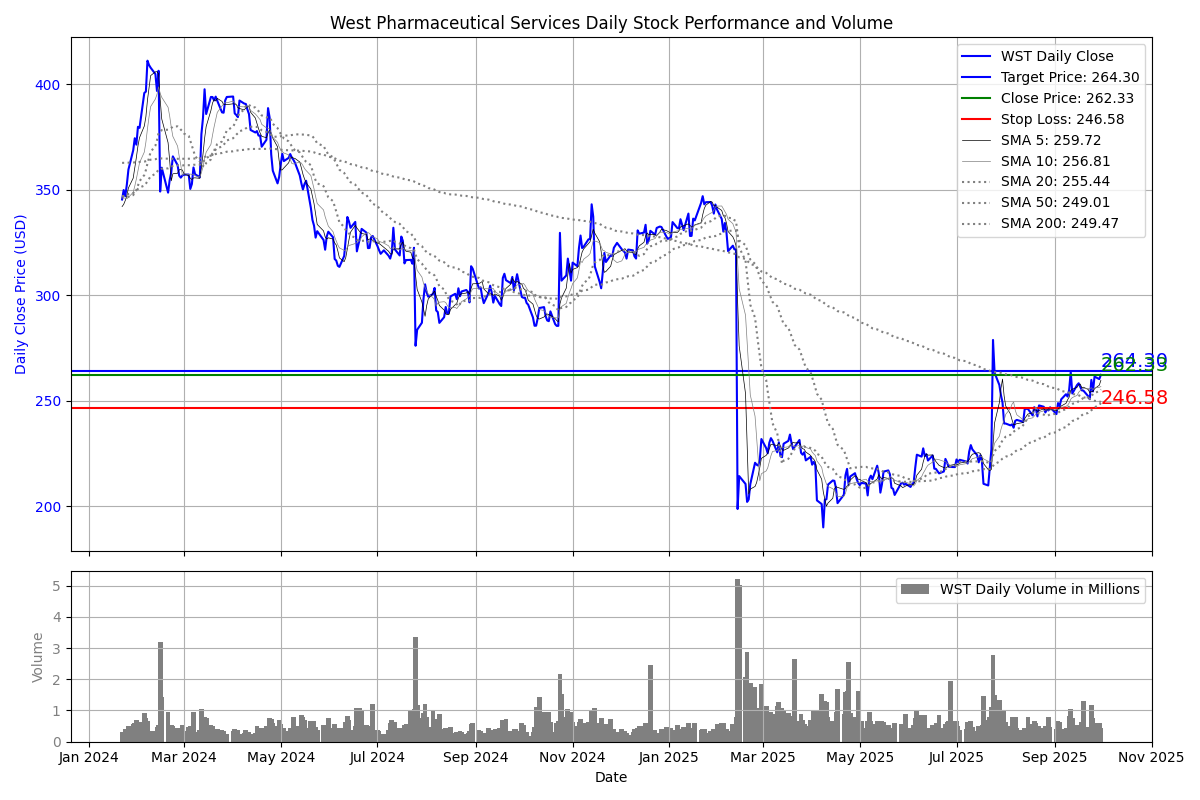 West Pharmaceutical Services Daily Stock Performance and Volume
Daily Close Price (USD)
400
350
300
250
200
WST Daily Close
Target Price: 264.30
Close Price: 262.33
Stop Loss: 246.58
SMA 5: 259.72
SMA 10: 256.81
SMA 20: 255.44
SMA 50: 249.01
SMA 200: 249.47
264.30
262.33
246.58
Volume
5
4
3
2
1
0
WST Daily Volume in Millions
Jan 2024 Mar 2024 May 2024 Jul 2024 Sep 2024 Nov 2024 Jan 2025 Mar 2025 May 2025 Jul 2025 Sep 2025 Nov 2025
Date